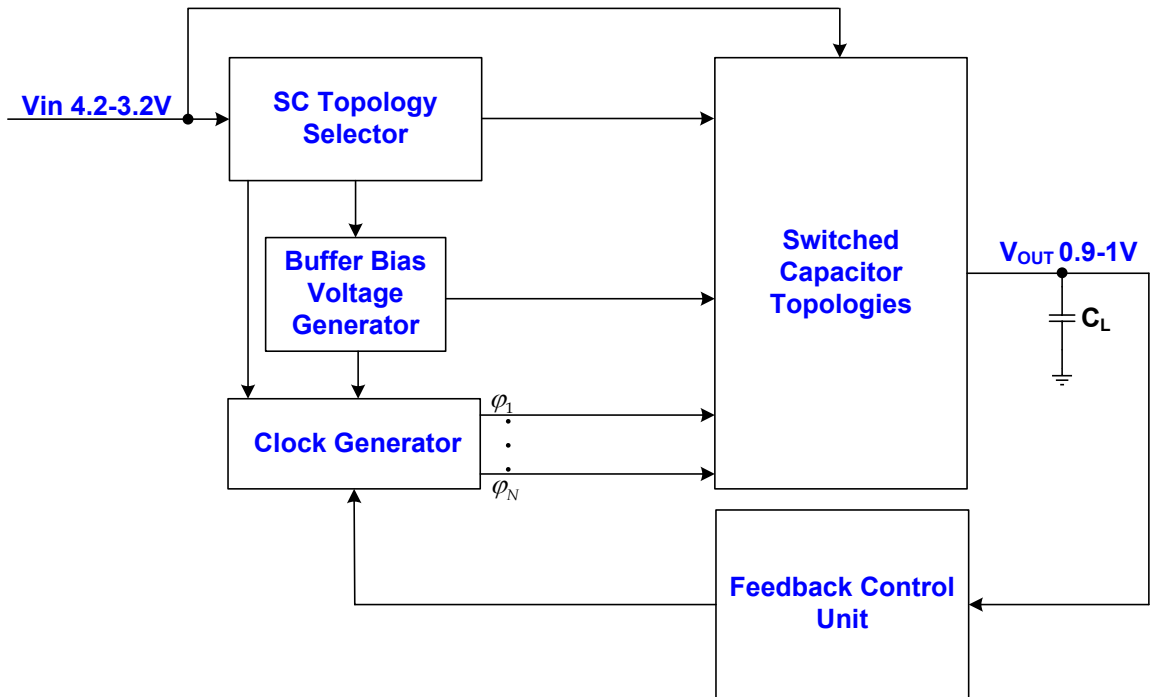 Vin 4.2-3.2V
SC Topology
Selector
Buffer Bias
Voltage
Generator
Clock Generator
φ1
φN
Switched
Capacitor
Topologies
VOUT 0.9-1V
CL
Feedback Control
Unit